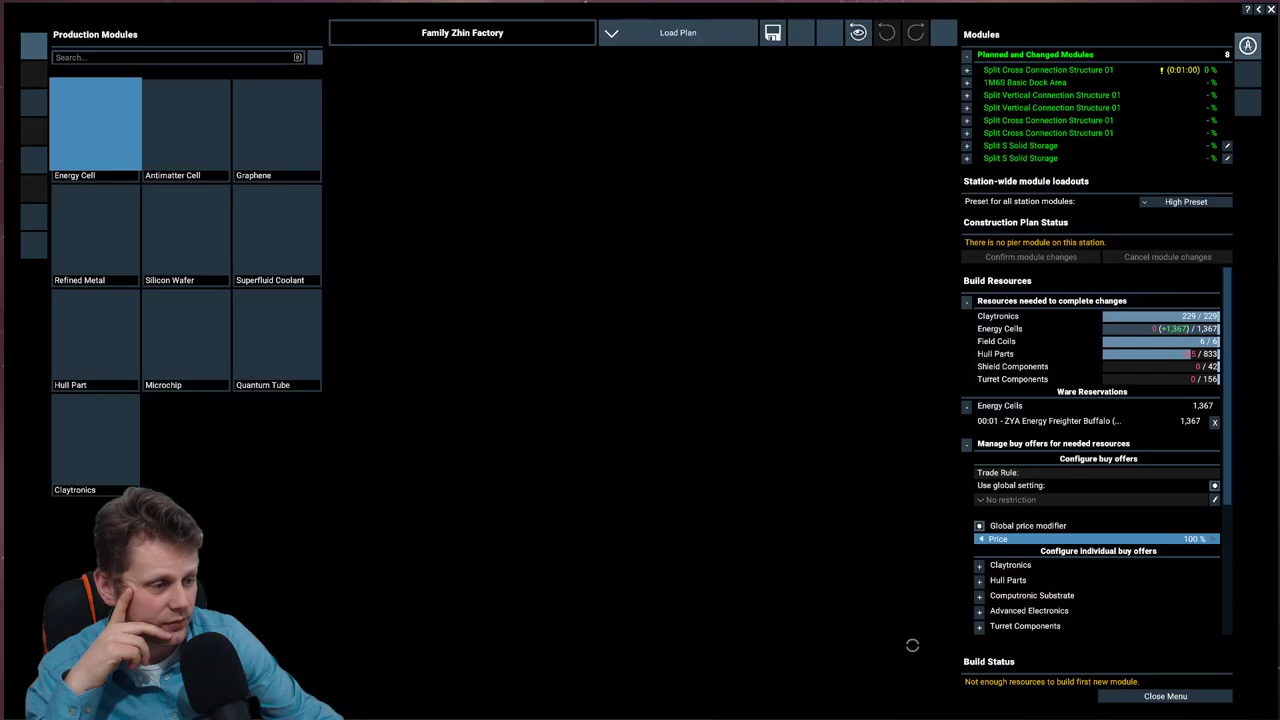 Production Modules
Search...
Energy Cell
Antimatter Cell
Graphene
Refined Metal
Silicon Wafer
Superfluid Coolant
Hull Part
Microchip
Quantum Tube
Claytronics
Family Zhin Factory
Load Plan
Modules
Planned and Changed Modules 8
Split Cross Connection Structure 01 ! (0:01:00) 0 %
1M6S Basic Dock Area - %
Split Vertical Connection Structure 01 - %
Split Vertical Connection Structure 01 - %
Split Cross Connection Structure 01 - %
Split Cross Connection Structure 01 - %
Split S Solid Storage - %
Split S Solid Storage - %
Station-wide module loadouts
Preset for all station modules: High Preset
Construction Plan Status
There is no pier module on this station.
Confirm module changes Cancel module changes
Build Resources
Resources needed to complete changes
Claytronics 229 / 229
Energy Cells 0 (+1,367) / 1,367
Field Coils 6 / 6
Hull Parts / 833
Shield Components 0 / 42
Turret Components 0 / 156
Ware Reservations
Energy Cells 1,367
00:01 - ZYA Energy Freighter Buffalo (... 1,367 X
Manage buy offers for needed resources
Configure buy offers
Trade Rule:
Use global setting:
No restriction
Global price modifier
Price 100 %
Configure individual buy offers
Claytronics
Hull Parts
Computronic Substrate
Advanced Electronics
Turret Components
Build Status
Not enough resources to build first new module.
Close Menu